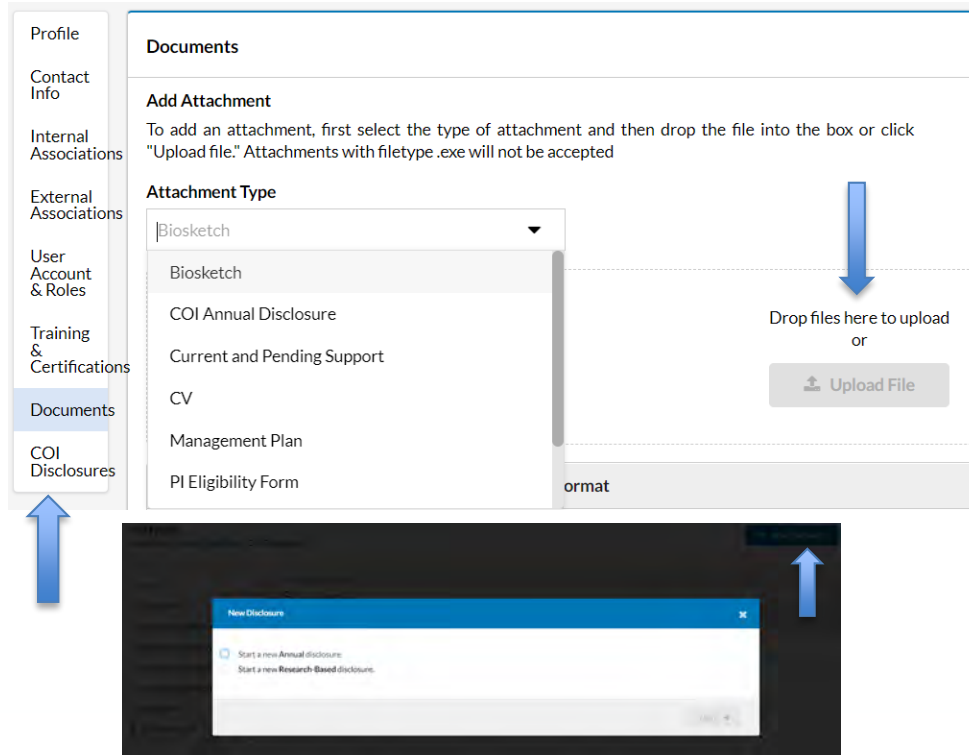 Profile
Contact
Info
Internal
Associations
External
Associations
User
Account
& Roles
Training
&
Certifications
Documents
COI
Disclosures
Documents
Add Attachment
To add an attachment, first select the type of attachment and then drop the file into the box or click
"Upload file." Attachments with filetype .exe will not be accepted
Attachment Type
Biosketch
Biosketch
COI Annual Disclosure
Current and Pending Support
CV
Management Plan
PI Eligibility Form
Drop files here to upload
or
Upload File
ormat
New Disclosure
Start a new Annual disclosure.
Start a new Research-Based disclosure.